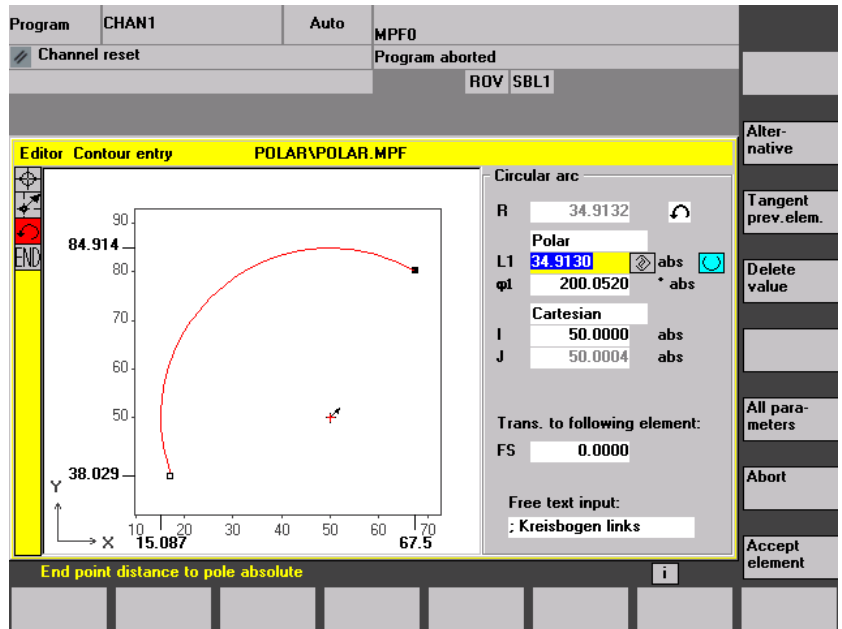 Program CHAN1 Auto MPF0
Channel reset Program aborted
ROV SBL1
Editor Contour entry POLAR\POLAR.MPF
END
90
84.914
80
70
60
50
38.029
Y
X
10 20 30 40 50 60 70
15.087 67.5
Circular arc
R 34.9132
Polar
L1 34.9130 abs
φ1 200.0520 ° abs
Cartesian
I 50.0000 abs
J 50.0004 abs
Trans. to following element:
FS 0.0000
Free text input:
; Kreisbogen links
End point distance to pole absolute
i
Alter-
native
Tangent
prev.elem.
Delete
value
All para-
meters
Abort
Accept
element